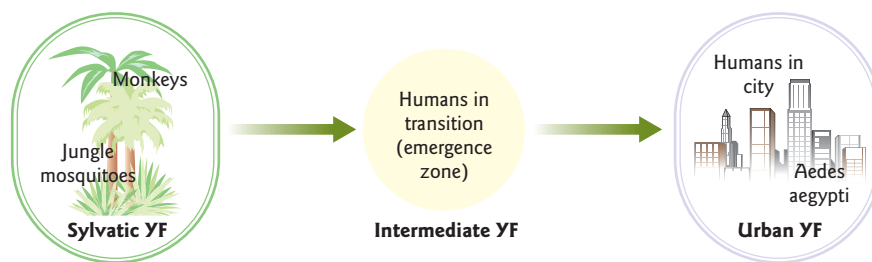 Monkeys
Jungle
mosquitoes
Sylvatic YF
Humans in
transition
(emergence
zone)
Intermediate YF
Humans in
city
Aedes
aegypti
Urban YF